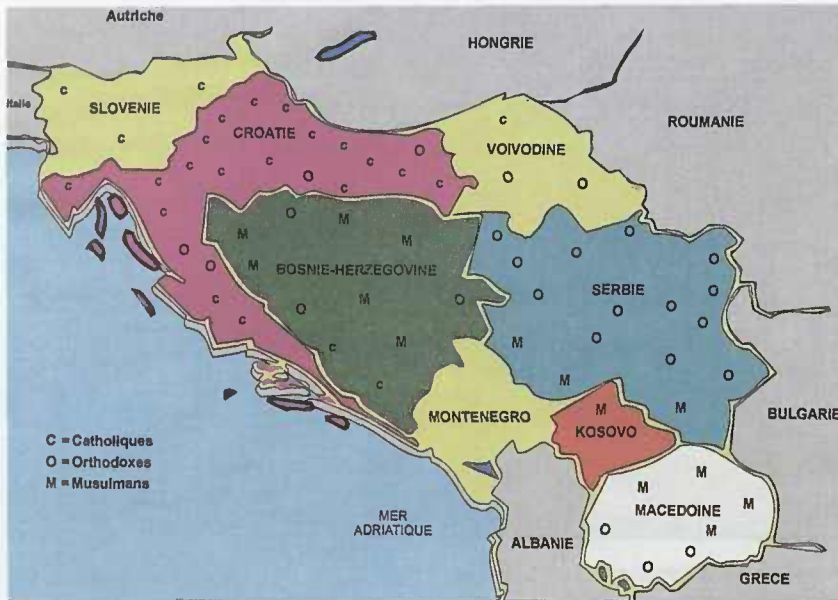 Autriche
HONGRIE
Italie
SLOVENIE
C
C
C
C
ROUMANIE
CROATIE
C
C
C
C
C
C
C
C
C
O
C
C
O
C
C
C
C
C
C
O
O
C
C
VOIVODINE
C
O
O
BOSNIE-HERZEGOVINE
O
M
M
M
M
M
O
O
M
C
C
SERBIE
O
O
O
O
O
O
O
O
O
O
O
M
O
M
O
M
MONTENEGRO
M
KOSOVO
BULGARIE
C = Catholiques
O = Orthodoxes
M = Musulmans
MER
ADRIATIQUE
ALBANIE
M
M
M
MACEDOINE
M
O
O
O
GRECE